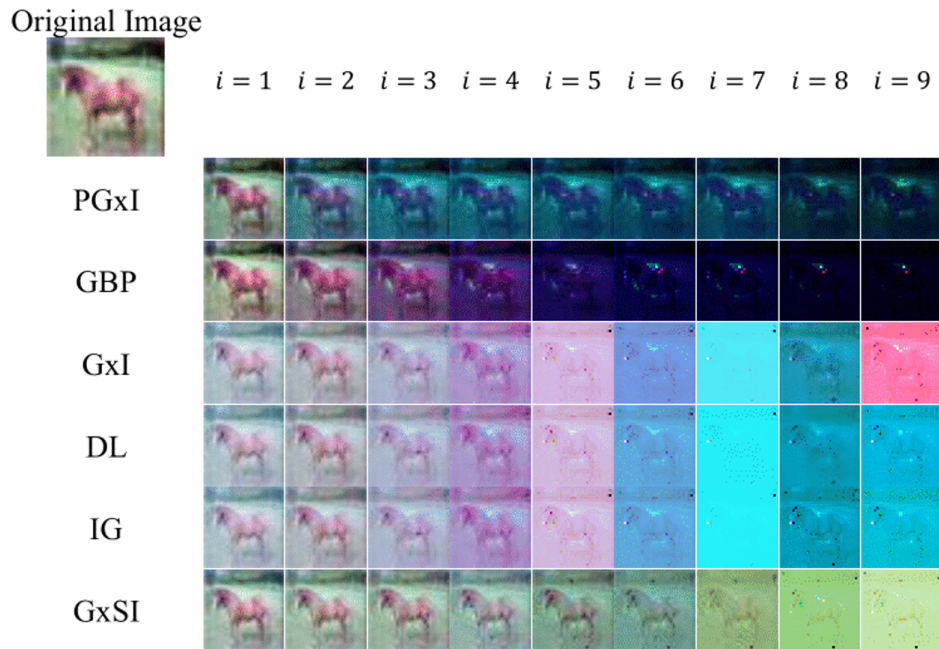 Original Image
i = 1 i = 2 i = 3 i = 4 i = 5 i = 6 i = 7 i = 8 i = 9
PGxI
GBP
GxI
DL
IG
GxSI